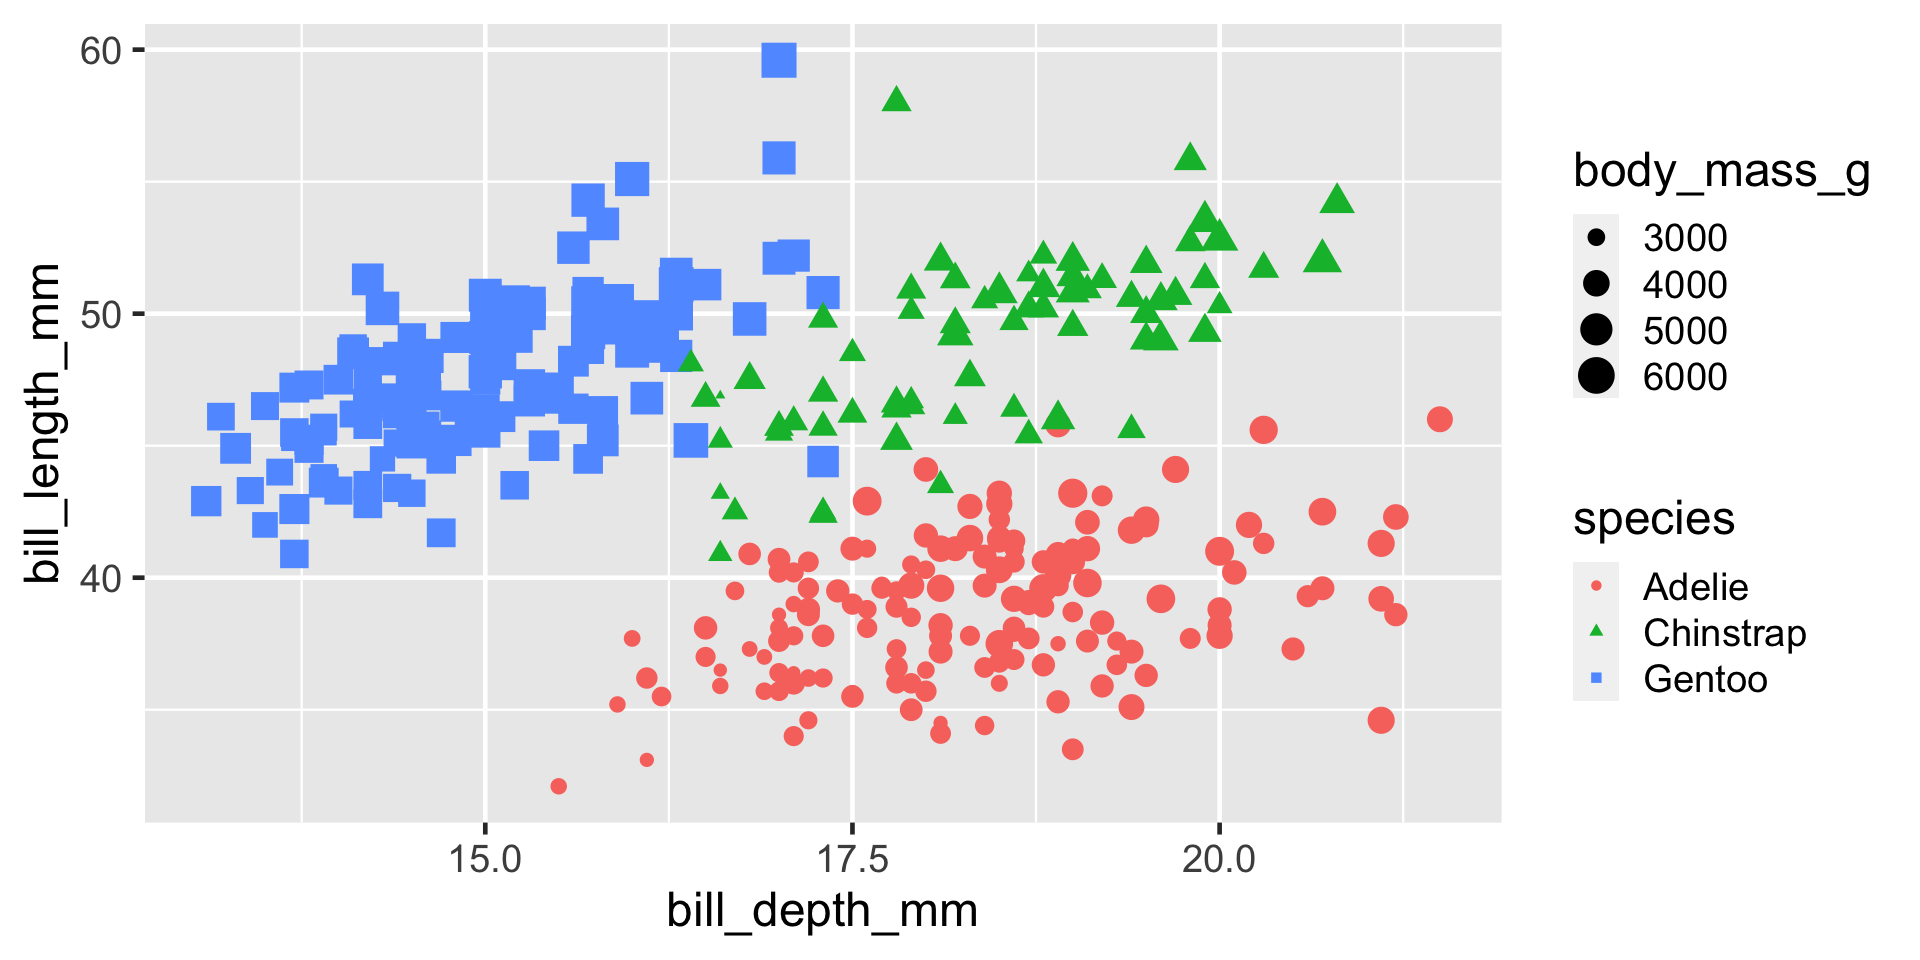 60
50
40
bill_length_mm
15.0 17.5 20.0
bill_depth_mm
body_mass_g
3000
4000
5000
6000
species
Adelie
Chinstrap
Gentoo